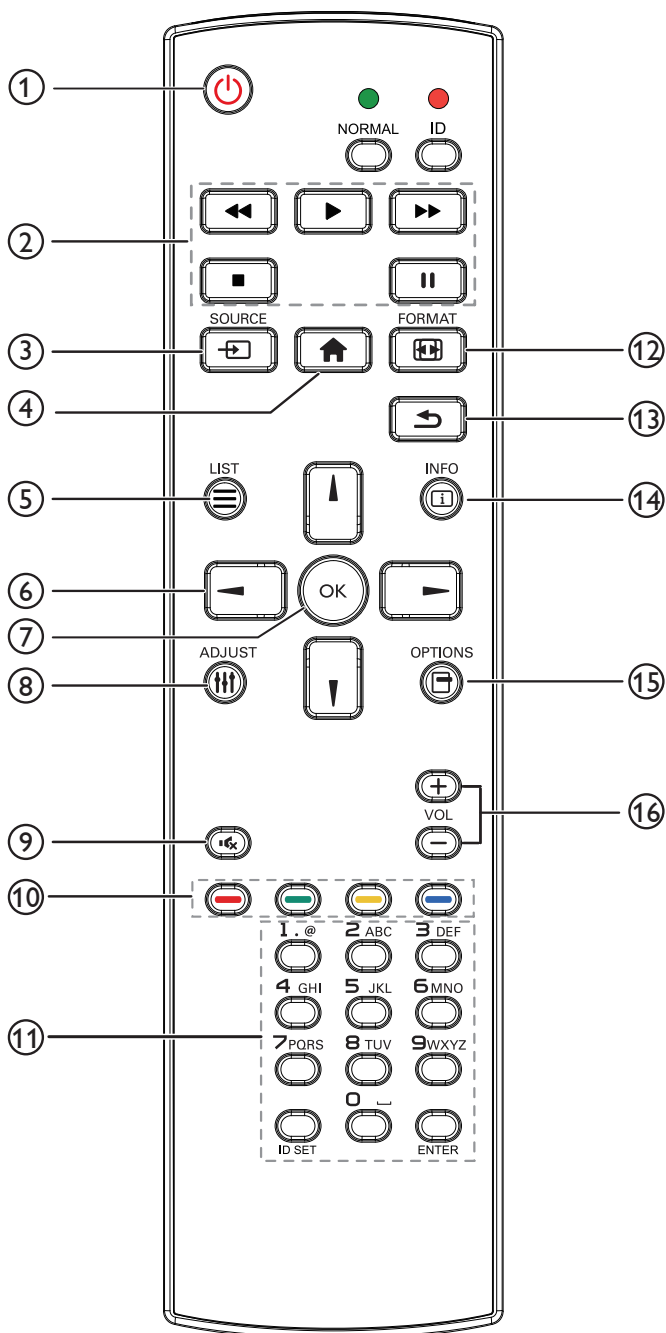 ①
NORMAL ID
②
SOURCE FORMAT
③ ⑫
④
⑬
LIST INFO
⑤ ⑭
⑥ OK
⑦
ADJUST OPTIONS
⑧ ⑮
VOL ⑯
⑨
⑩
1.@ 2 ABC 3 DEF
4 GHI 5 JKL 6 MNO
⑪
7 PQRS 8 TUV 9 WXYZ
0 ⎵
ID SET ENTER